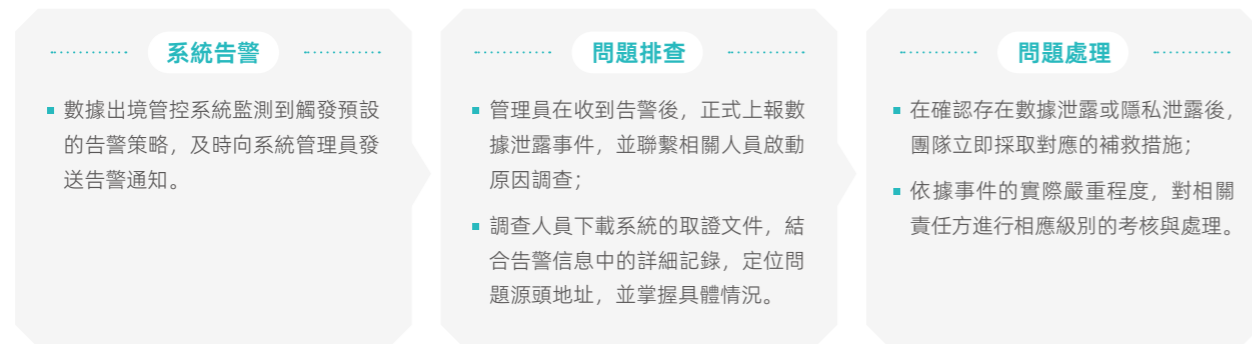 系統告警
數據出境管控系統監測到觸發預設
的告警策略，及時向系統管理員發
送告警通知。
問題排查
管理員在收到告警後，正式上報數
據泄露事件，並聯繫相關人員啟動
原因調查；
調查人員下載系統的取證文件，結
合告警信息中的詳細記錄，定位問
題源頭地址，並掌握具體情況。
問題處理
在確認存在數據泄露或隱私泄露後，
團隊立即採取對應的補救措施；
依據事件的實際嚴重程度，對相關
責任方進行相應級別的考核與處理。